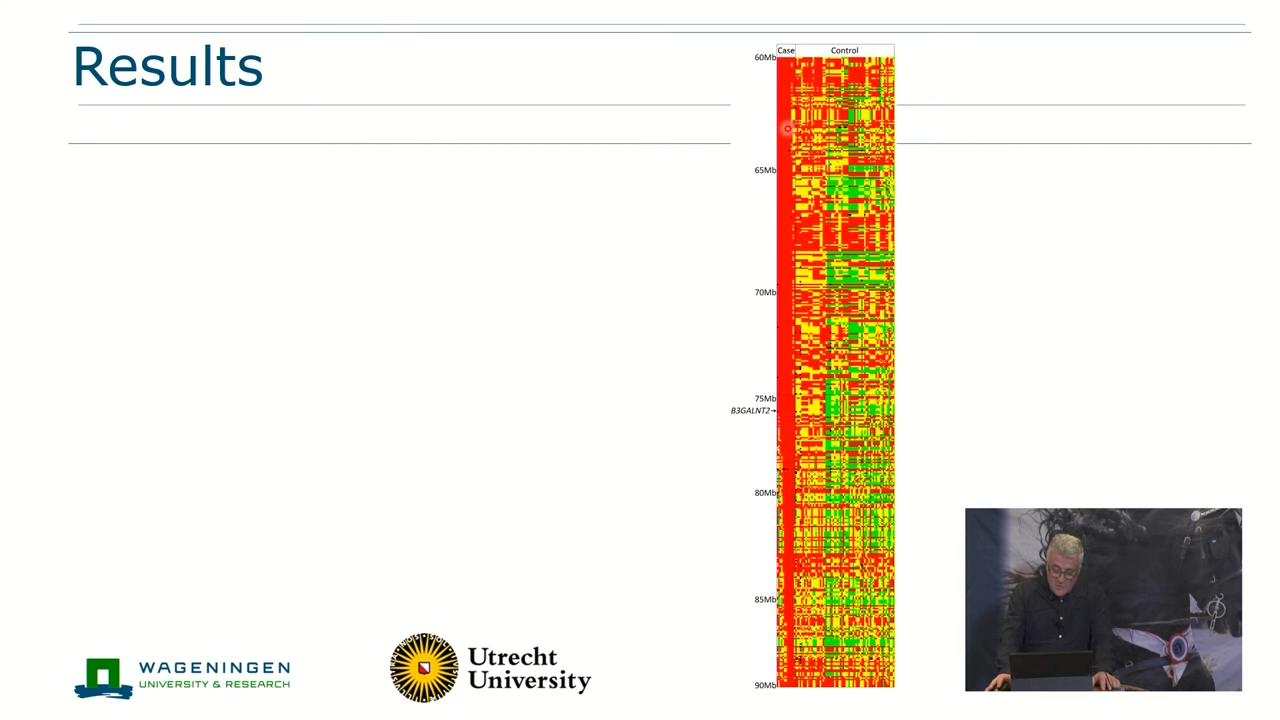 Results
Case
Control
60Mb
65Mb
70Mb
75Mb
B3GALNT2
80Mb
85Mb
90Mb
WAGENINGEN
UNIVERSITY & RESEARCH
Utrecht
University